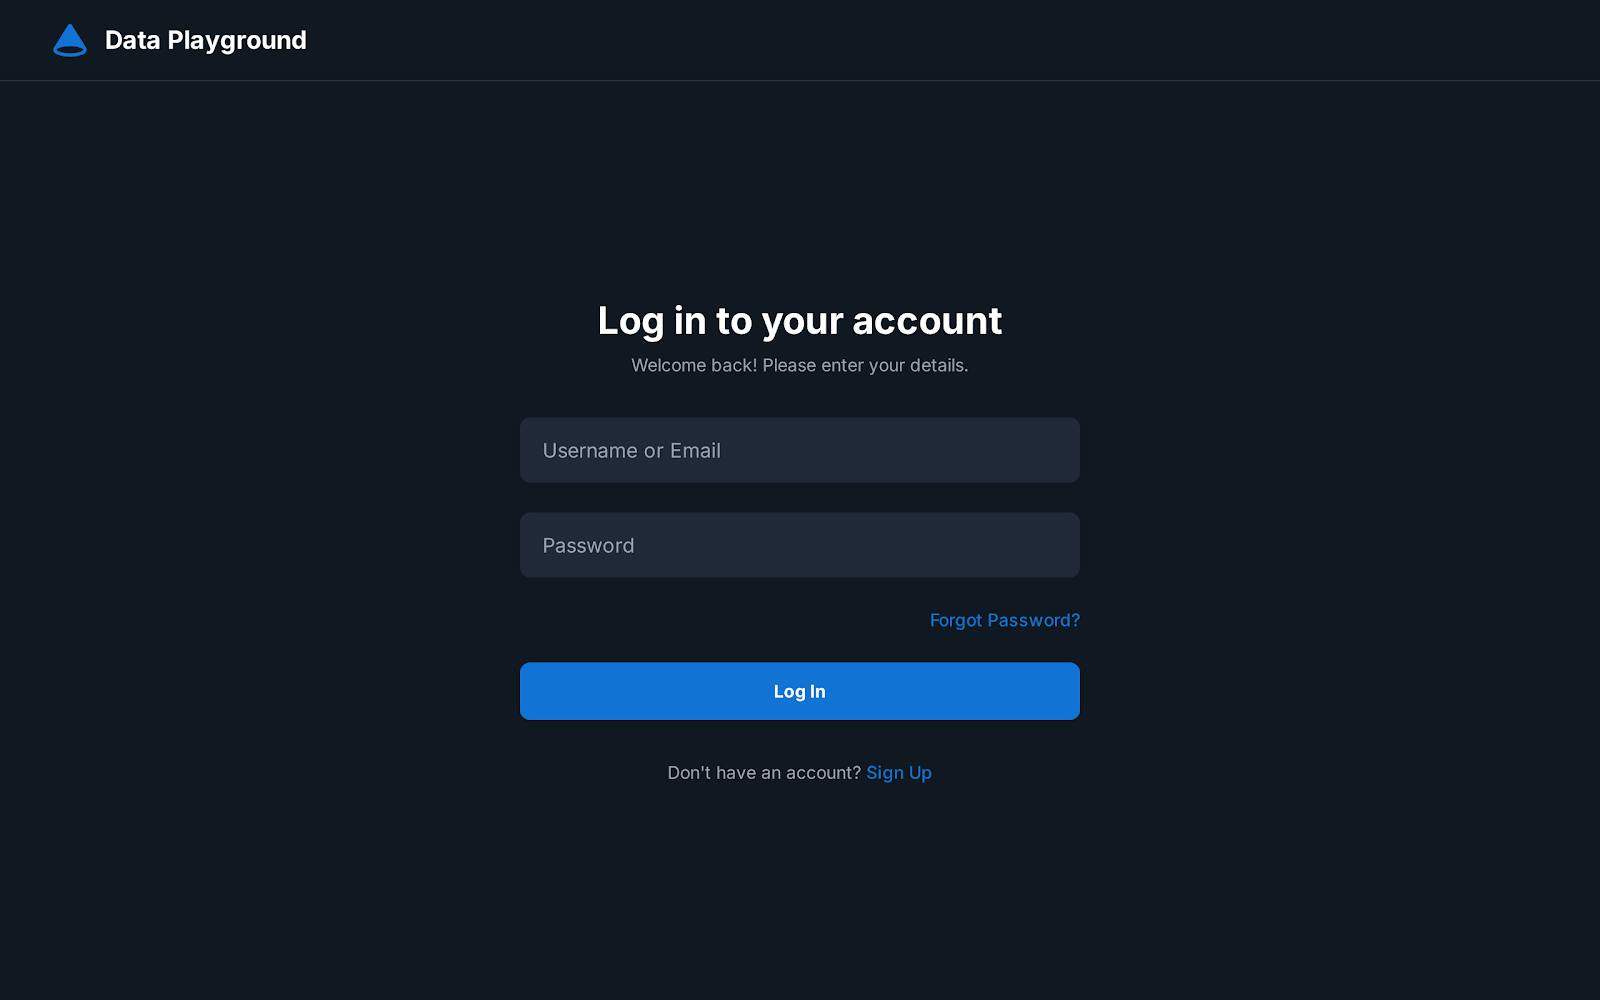 Data Playground
Log in to your account
Welcome back! Please enter your details.
Username or Email
Password
Forgot Password?
Log In
Don't have an account? Sign Up